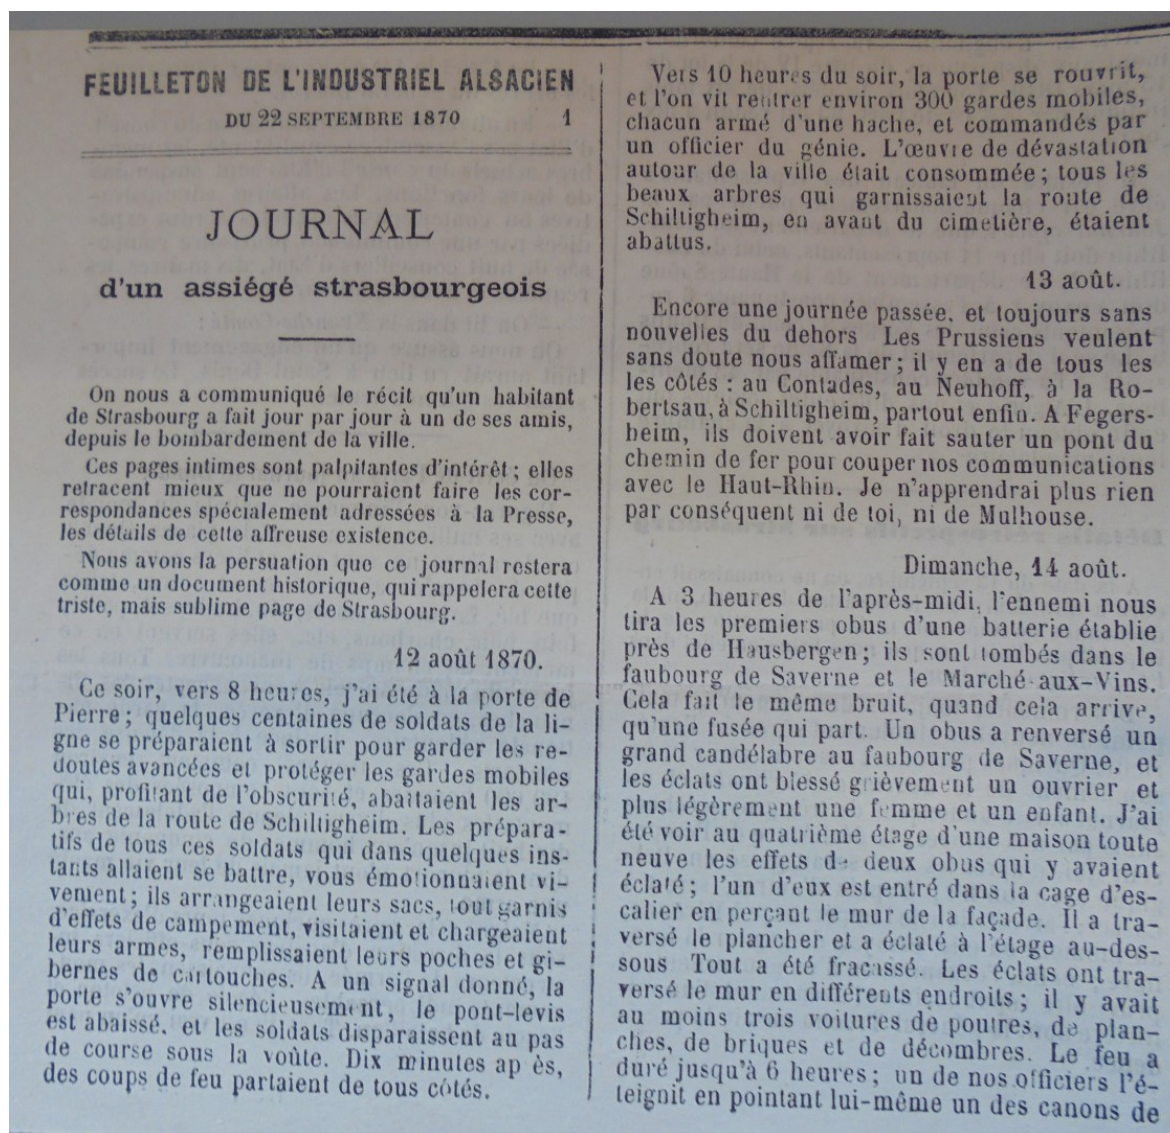 FEUILLETON DE L'INDUSTRIEL ALSACIEN
DU 22 SEPTEMBRE 1870 1
JOURNAL
d'un assiégé strasbourgeois
On nous a communiqué le récit qu'un habitant
de Strasbourg a fait jour par jour à un de ses amis,
depuis le bombardement de la ville.
Ces pages intimes sont palpitantes d'intérêt ; elles
retracent mieux que ne pourraient faire les cor-
respondances spécialement adressées à la Presse,
les détails de cette affreuse existence.
Nous avons la persuation que ce journal restera
comme un document historique, qui rappelera cette
triste, mais sublime page de Strasbourg.
12 août 1870.
Ce soir, vers 8 heures, j'ai été à la porte de
Pierre ; quelques centaines de soldats de la li-
gne se préparaient à sortir pour garder les re-
doutes avancées et protéger les gardes mobiles
qui, profitant de l'obscurité, abattaient les ar-
bres de la route de Schiltigheim. Les prépara-
tifs de tous ces soldats qui dans quelques ins-
tants allaient se battre, vous émotionnaient vi-
vement ; ils arrangeaient leurs sacs, tout garnis
d'effets de campement, visitaient et chargeaient
leurs armes, remplissaient leurs poches et gi-
bernes de cartouches. A un signal donné, la
porte s'ouvre silencieusement, le pont-levis
est abaissé, et les soldats disparaissent au pas
de course sous la voûte. Dix minutes ap ès,
des coups de feu partaient de tous côtés.
Vers 10 heures du soir, la porte se rouvrit,
et l'on vit rentrer environ 300 gardes mobiles,
chacun armé d'une hache, et commandés par
un officier du génie. L'œuvre de dévastation
autour de la ville était consommée ; tous les
beaux arbres qui garnissaient la route de
Schiltigheim, en avant du cimetière, étaient
abattus.
13 août.
Encore une journée passée, et toujours sans
nouvelles du dehors Les Prussiens veulent
sans doute nous affamer ; il y en a de tous les
les côtés : au Contades, au Neuhoff, à la Ro-
bertsau, à Schiltigheim, partout enfin. A Fegers-
heim, ils doivent avoir fait sauter un pont du
chemin de fer pour couper nos communications
avec le Haut-Rhin. Je n'apprendrai plus rien
par conséquent ni de toi, ni de Mulhouse.
Dimanche, 14 août.
A 3 heures de l'après-midi, l'ennemi nous
tira les premiers obus d'une batterie établie
près de Hausbergen ; ils sont tombés dans le
faubourg de Saverne et le Marché-aux-Vins.
Cela fait le même bruit, quand cela arrive,
qu'une fusée qui part. Un obus a renversé un
grand candélabre au faubourg de Saverne, et
les éclats ont blessé grièvement un ouvrier et
plus légèrement une femme et un enfant. J'ai
été voir au quatrième étage d'une maison toute
neuve les effets de deux obus qui y avaient
éclaté ; l'un d'eux est entré dans la cage d'es-
calier en perçant le mur de la façade. Il a tra-
versé le plancher et a éclaté à l'étage au-des-
sous Tout a été fracassé. Les éclats ont tra-
versé le mur en différents endroits ; il y avait
au moins trois voitures de poutres, de plan-
ches, de briques et de décombres. Le feu a
duré jusqu'à 6 heures ; un de nos officiers l'é-
teignit en pointant lui-même un des canons de